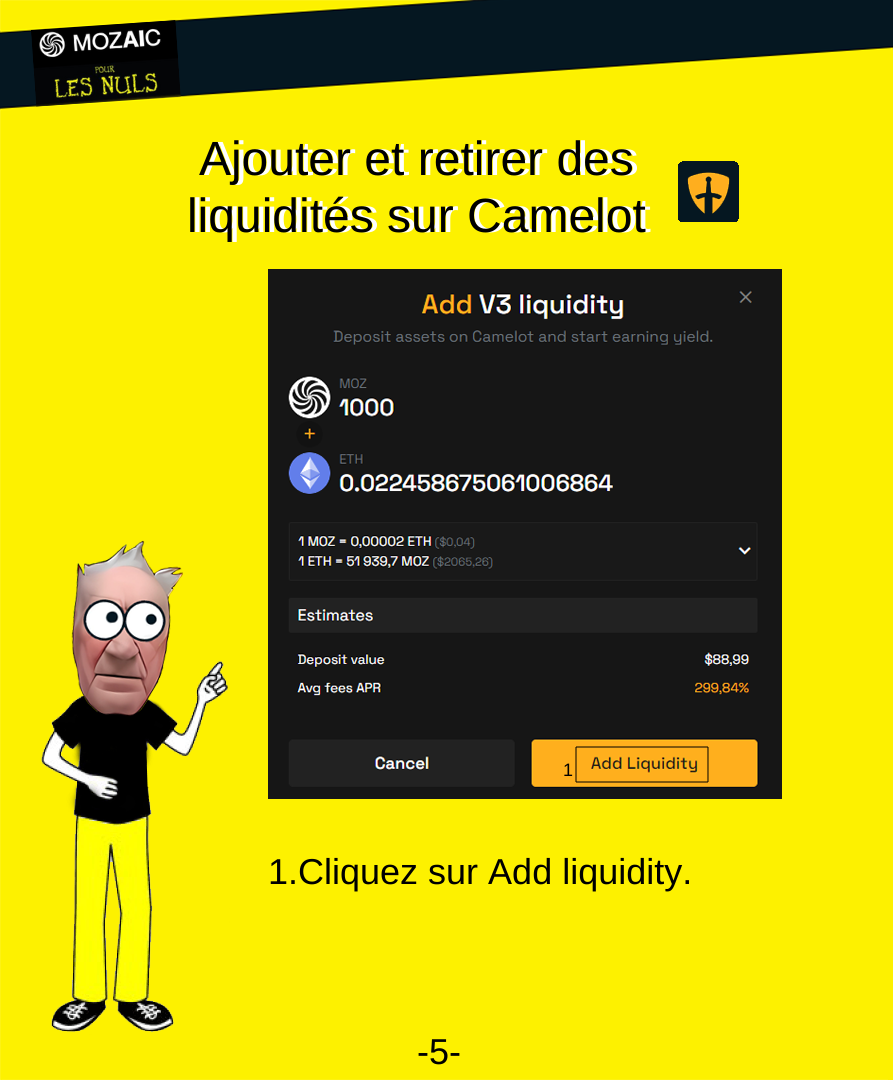 MOZAIC
POUR
LES NULS
Ajouter et retirer des
liquidités sur Camelot
Add V3 liquidity
Deposit assets on Camelot and start earning yield.
MOZ
1000
+
ETH
0.022458675061006864
1 MOZ = 0,00002 ETH ($0,04)
1 ETH = 51 939,7 MOZ ($2065,26)
Estimates
Deposit value $88,99
Avg fees APR 299,84%
Cancel 1 Add Liquidity
1.Cliquez sur Add liquidity.
-5-